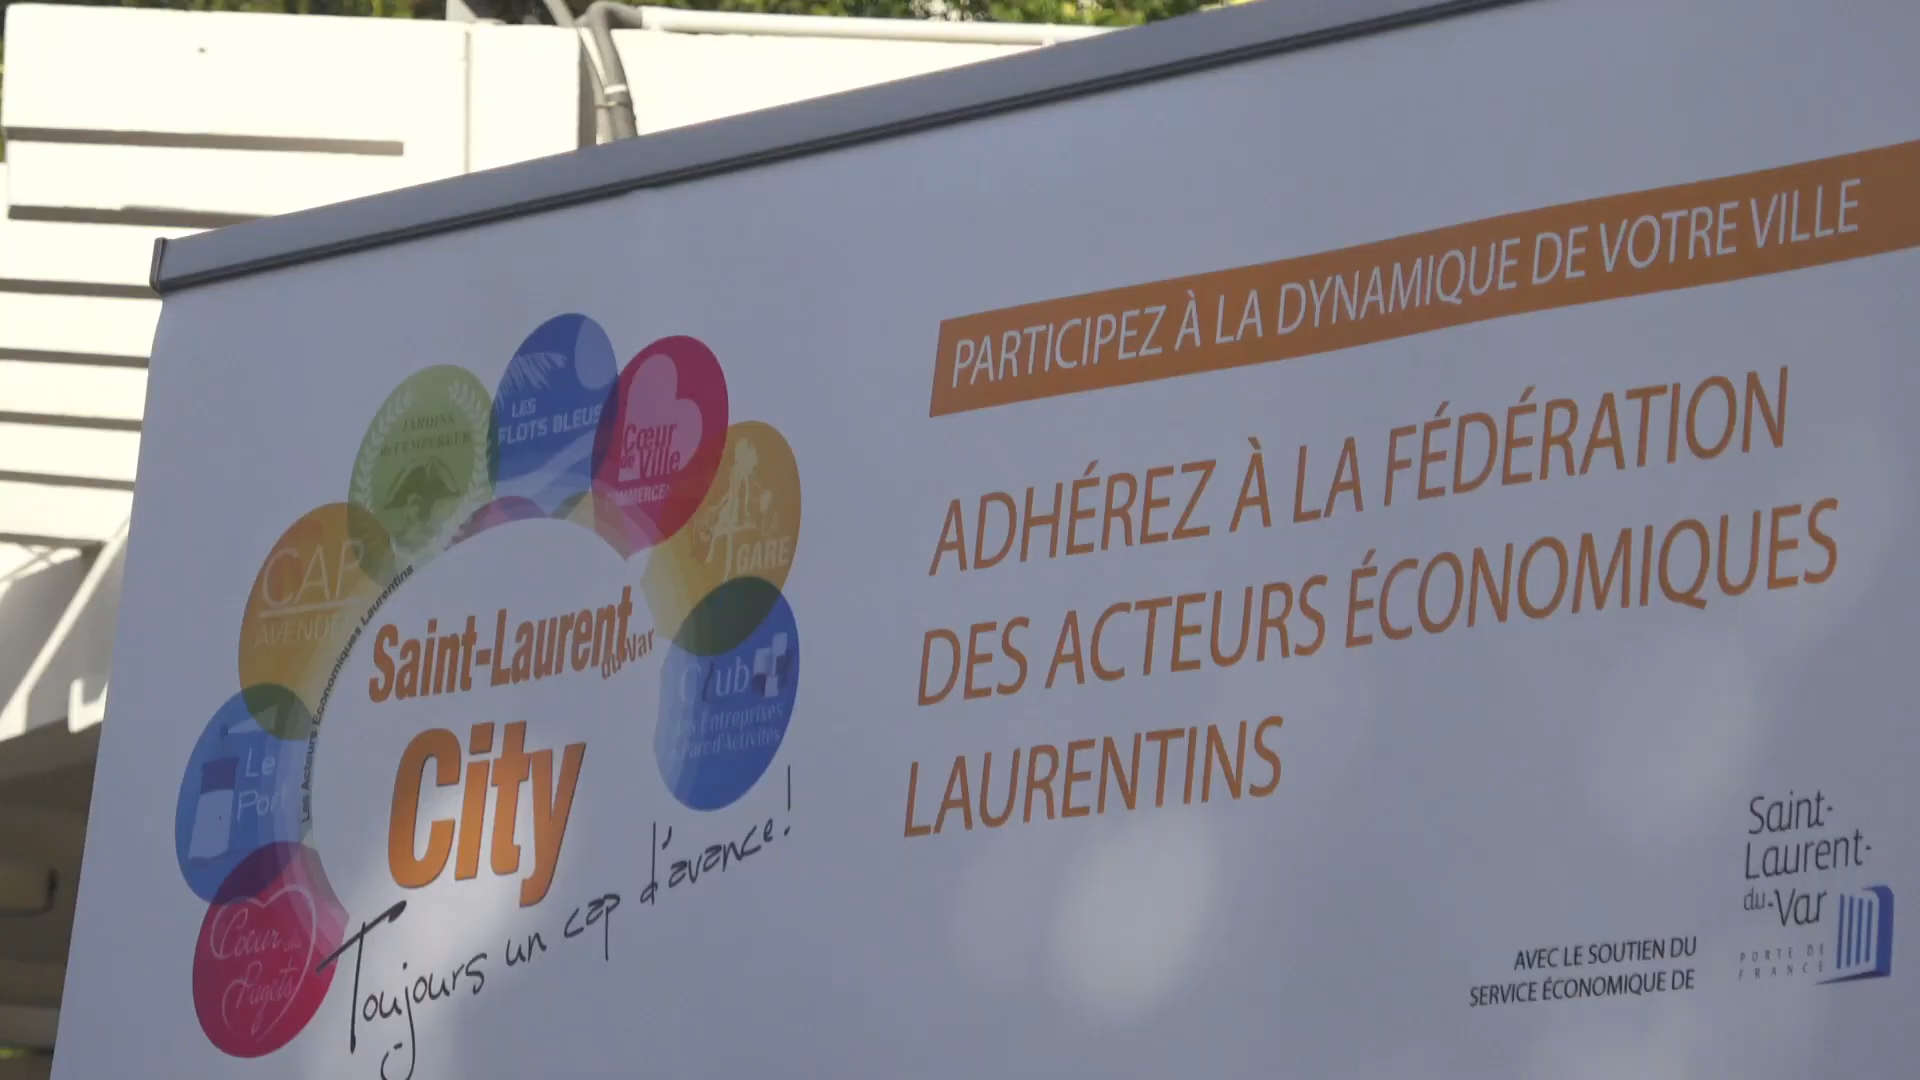 PARTICIPEZ À LA DYNAMIQUE DE VOTRE VILLE
ADHÉREZ À LA FÉDÉRATION
DES ACTEURS ÉCONOMIQUES
LAURENTINS
JARDINS
de l'EMPEREUR
LES
FLOTS BLEUS
Cœur
de Ville
COMMERCES
LA
GARE
CAP
AVENUE
Club
des Entreprises
Parc d'Activités
Le
Port
Cœur des
Pugets
Les Acteurs Economiques Laurentins
Saint-Laurent
du Var
City
Toujours un cap d'avance!
AVEC LE SOUTIEN DU
SERVICE ÉCONOMIQUE DE
Saint-
Laurent-
du-Var
PORTE DE
FRANCE